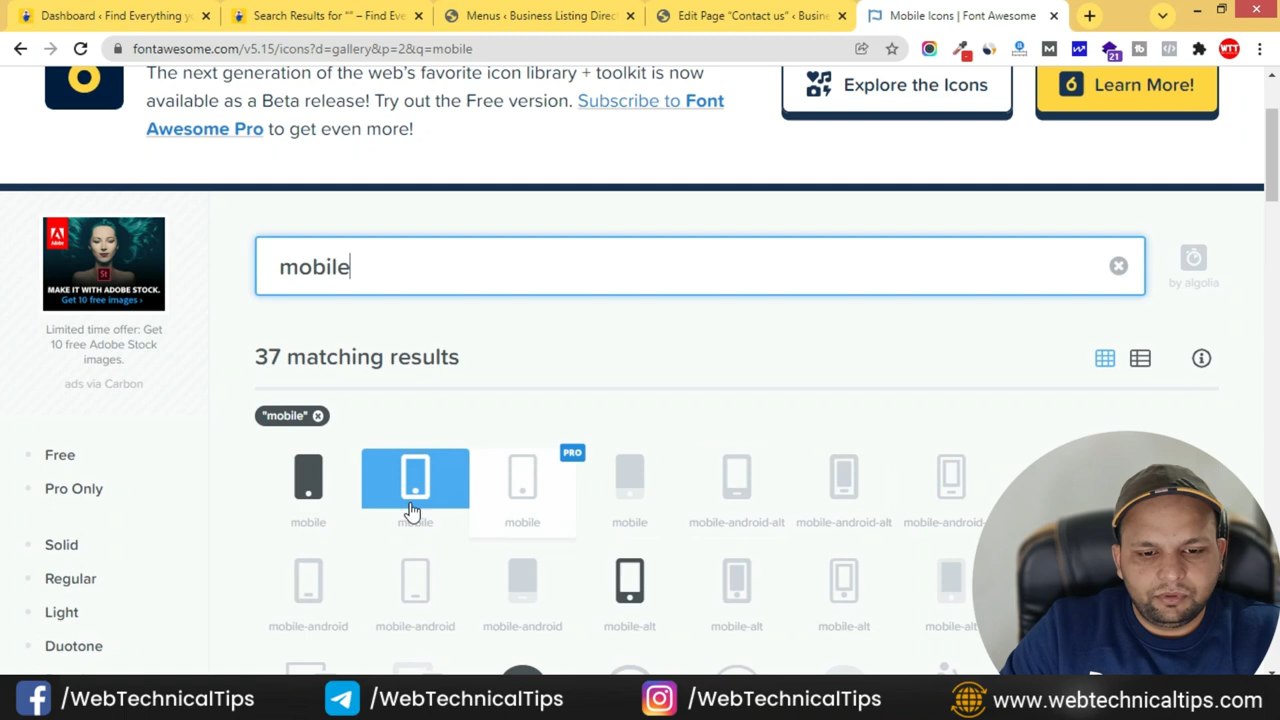 Dashboard ‹ Find Everything yo
Search Results for "" – Find Eve
Menus ‹ Business Listing Direc
Edit Page "Contact us" ‹ Busine
Mobile Icons | Font Awesome
fontawesome.com/v5.15/icons?d=gallery&p=2&q=mobile
21
WTT
The next generation of the web's favorite icon library + toolkit is now
available as a Beta release! Try out the Free version. Subscribe to Font
Awesome Pro to get even more!
Explore the Icons
6 Learn More!
mobile
by algolia
MAKE IT WITH ADOBE STOCK.
Get 10 free images ›
Limited time offer: Get
10 free Adobe Stock
images.
ads via Carbon
37 matching results
"mobile"
Free
Pro Only
Solid
Regular
Light
Duotone
PRO
mobile mobile mobile mobile mobile-android-alt mobile-android-alt mobile-android-
mobile-android mobile-android mobile-android mobile-alt mobile-alt mobile-alt mobile-alt
/WebTechnicalTips /WebTechnicalTips /WebTechnicalTips www.webtechnicaltips.com